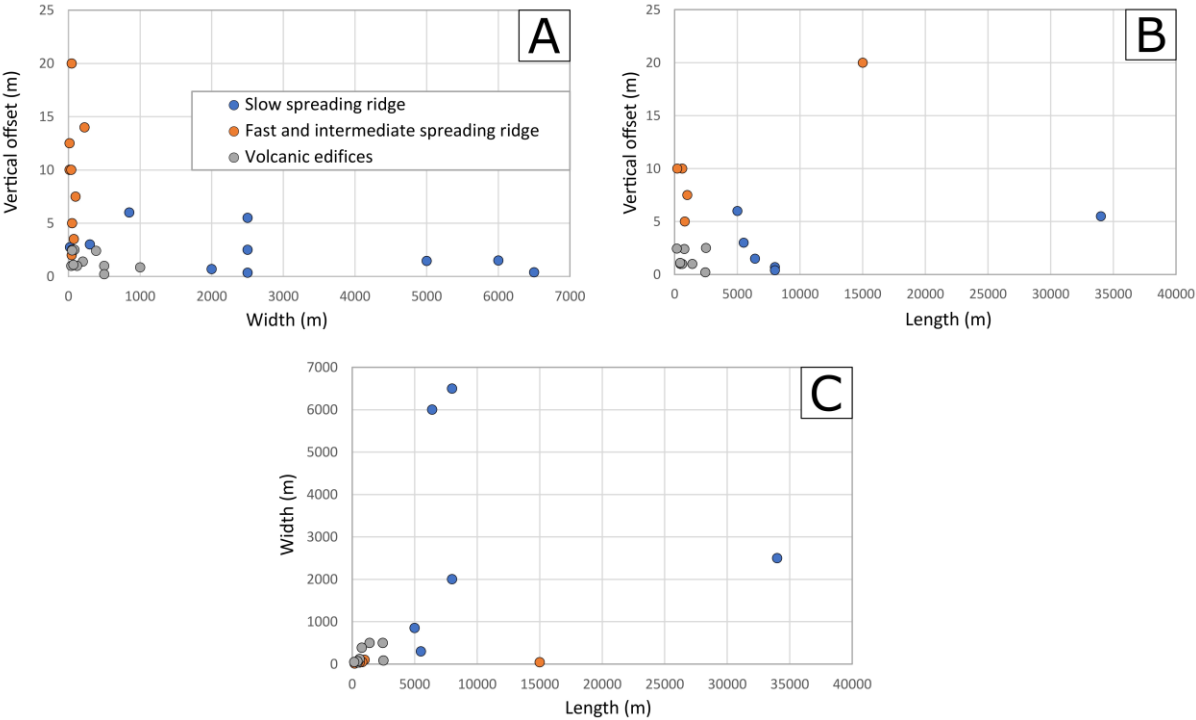 A
25
20
15
10
5
0
Vertical offset (m)
Slow spreading ridge
Fast and intermediate spreading ridge
Volcanic edifices
0 1000 2000 3000 4000 5000 6000 7000
Width (m)
B
25
20
15
10
5
0
Vertical offset (m)
0 5000 10000 15000 20000 25000 30000 35000 40000
Length (m)
C
7000
6000
5000
4000
3000
2000
1000
0
Width (m)
0 5000 10000 15000 20000 25000 30000 35000 40000
Length (m)